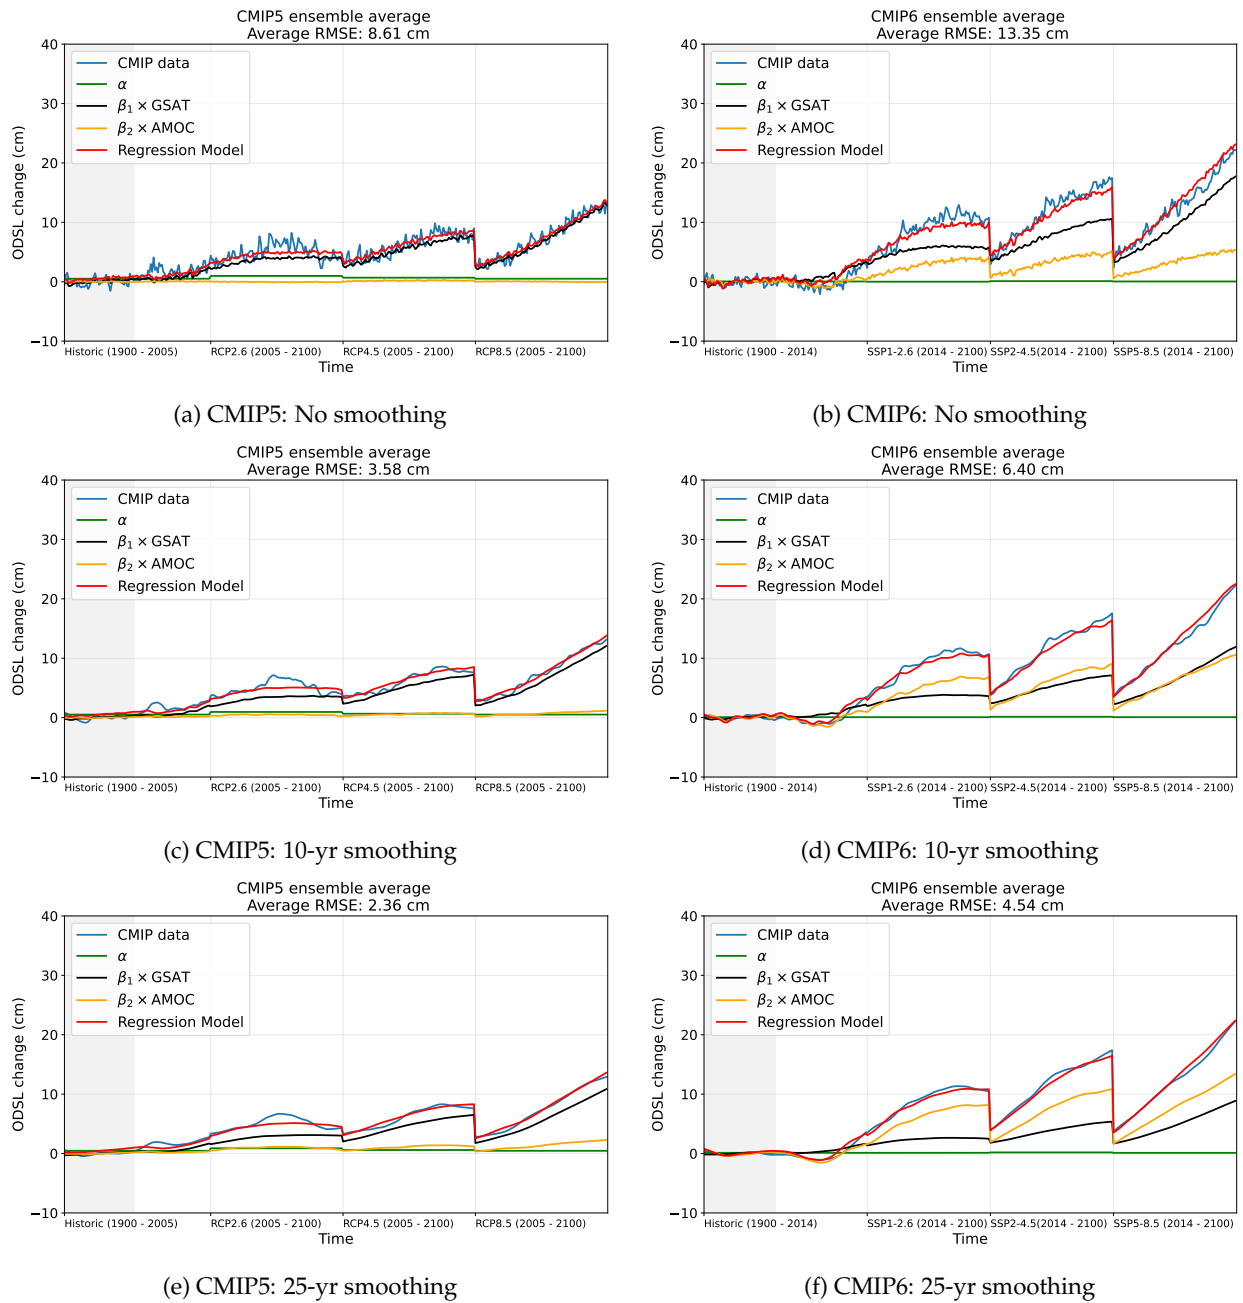 CMIP5 ensemble average
Average RMSE: 8.61 cm
40
30
20
10
0
−10
ODSL change (cm)
CMIP data
α
β₁ × GSAT
β₂ × AMOC
Regression Model
Historic (1900 - 2005)
RCP2.6 (2005 - 2100)
RCP4.5 (2005 - 2100)
RCP8.5 (2005 - 2100)
Time
(a) CMIP5: No smoothing
CMIP6 ensemble average
Average RMSE: 13.35 cm
40
30
20
10
0
−10
ODSL change (cm)
CMIP data
α
β₁ × GSAT
β₂ × AMOC
Regression Model
Historic (1900 - 2014)
SSP1-2.6 (2014 - 2100)
SSP2-4.5(2014 - 2100)
SSP5-8.5 (2014 - 2100)
Time
(b) CMIP6: No smoothing
CMIP5 ensemble average
Average RMSE: 3.58 cm
40
30
20
10
0
−10
ODSL change (cm)
CMIP data
α
β₁ × GSAT
β₂ × AMOC
Regression Model
Historic (1900 - 2005)
RCP2.6 (2005 - 2100)
RCP4.5 (2005 - 2100)
RCP8.5 (2005 - 2100)
Time
(c) CMIP5: 10-yr smoothing
CMIP6 ensemble average
Average RMSE: 6.40 cm
40
30
20
10
0
−10
ODSL change (cm)
CMIP data
α
β₁ × GSAT
β₂ × AMOC
Regression Model
Historic (1900 - 2014)
SSP1-2.6 (2014 - 2100)
SSP2-4.5(2014 - 2100)
SSP5-8.5 (2014 - 2100)
Time
(d) CMIP6: 10-yr smoothing
CMIP5 ensemble average
Average RMSE: 2.36 cm
40
30
20
10
0
−10
ODSL change (cm)
CMIP data
α
β₁ × GSAT
β₂ × AMOC
Regression Model
Historic (1900 - 2005)
RCP2.6 (2005 - 2100)
RCP4.5 (2005 - 2100)
RCP8.5 (2005 - 2100)
Time
(e) CMIP5: 25-yr smoothing
CMIP6 ensemble average
Average RMSE: 4.54 cm
40
30
20
10
0
−10
ODSL change (cm)
CMIP data
α
β₁ × GSAT
β₂ × AMOC
Regression Model
Historic (1900 - 2014)
SSP1-2.6 (2014 - 2100)
SSP2-4.5(2014 - 2100)
SSP5-8.5 (2014 - 2100)
Time
(f) CMIP6: 25-yr smoothing